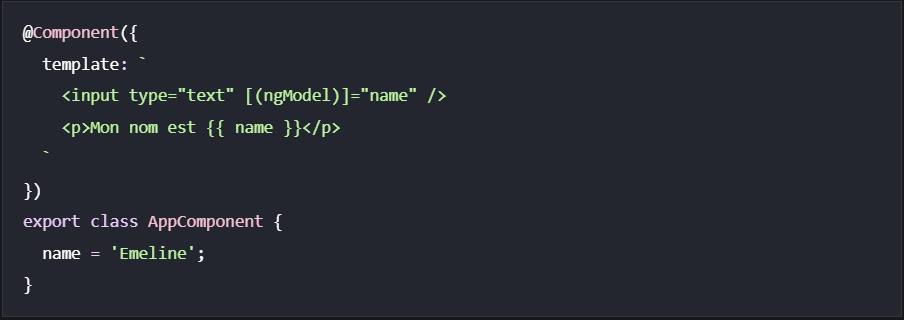 @Component({
  template: `
    <input type="text" [(ngModel)]="name" />
    <p>Mon nom est {{ name }}</p>
  `
})
export class AppComponent {
  name = 'Emeline';
}